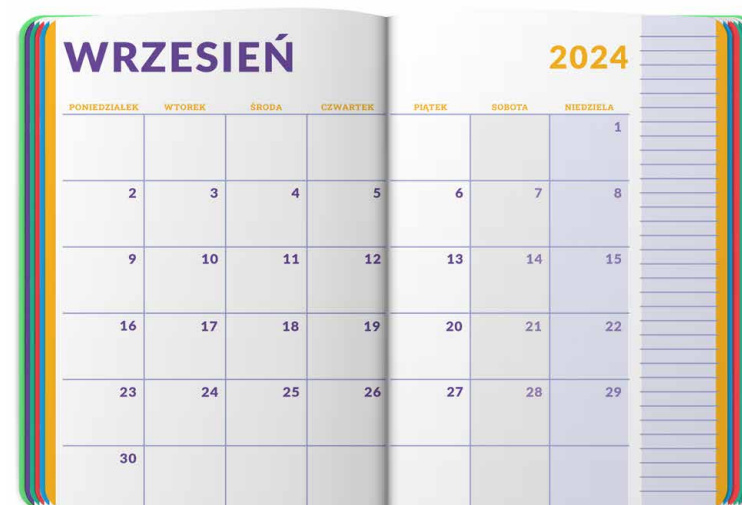 WRZESIEŃ 2024
PONIEDZIAŁEK WTOREK ŚRODA CZWARTEK PIĄTEK SOBOTA NIEDZIELA
1
2 3 4 5 6 7 8
9 10 11 12 13 14 15
16 17 18 19 20 21 22
23 24 25 26 27 28 29
30